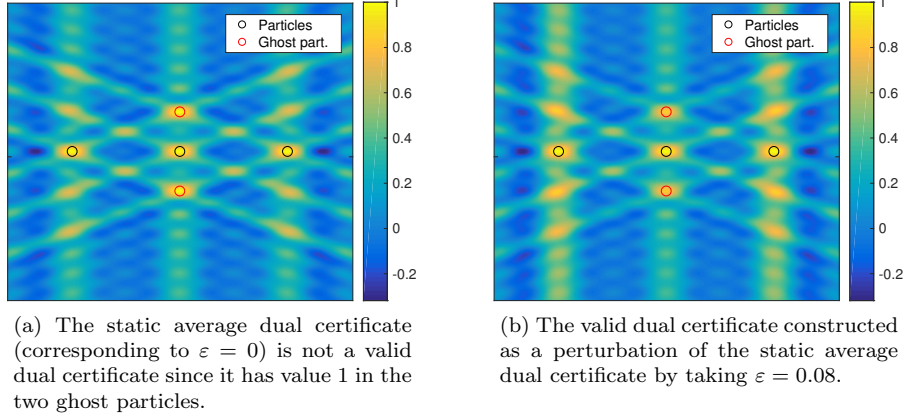 Particles
Ghost part.
1
0.8
0.6
0.4
0.2
0
-0.2
Particles
Ghost part.
1
0.8
0.6
0.4
0.2
0
-0.2
(a) The static average dual certificate
(corresponding to ε = 0) is not a valid
dual certificate since it has value 1 in the
two ghost particles.
(b) The valid dual certificate constructed
as a perturbation of the static average
dual certificate by taking ε = 0.08.